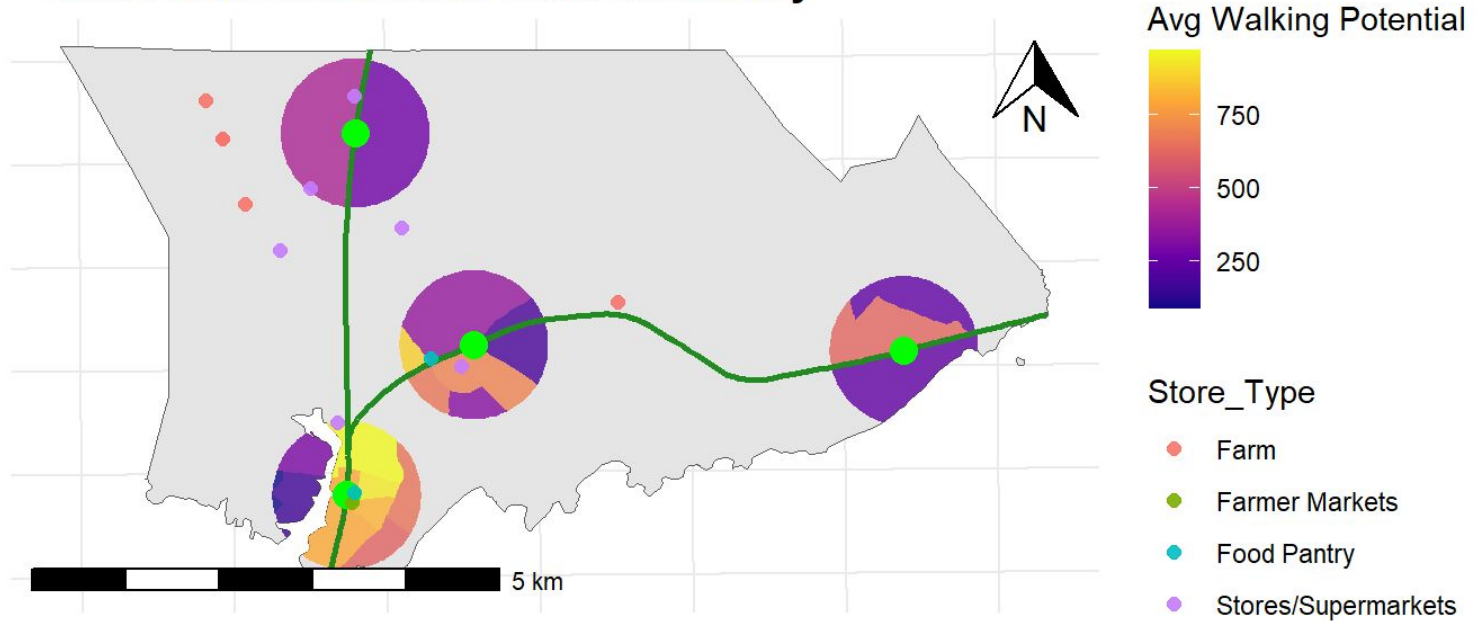 Avg Walking Potential
750
500
250
N
Store_Type
Farm
Farmer Markets
Food Pantry
Stores/Supermarkets
5 km